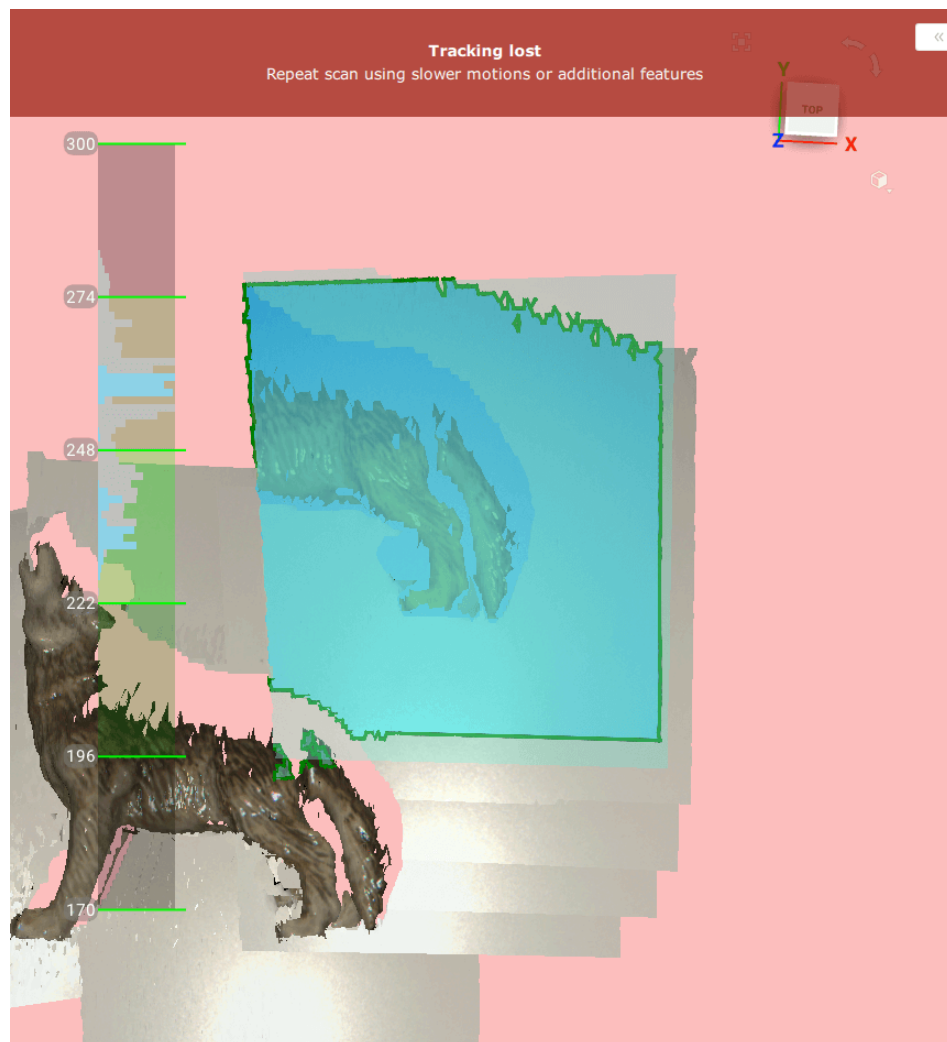 Tracking lost
«
Repeat scan using slower motions or additional features
Y
TOP
Z
X
300
274
248
222
196
170